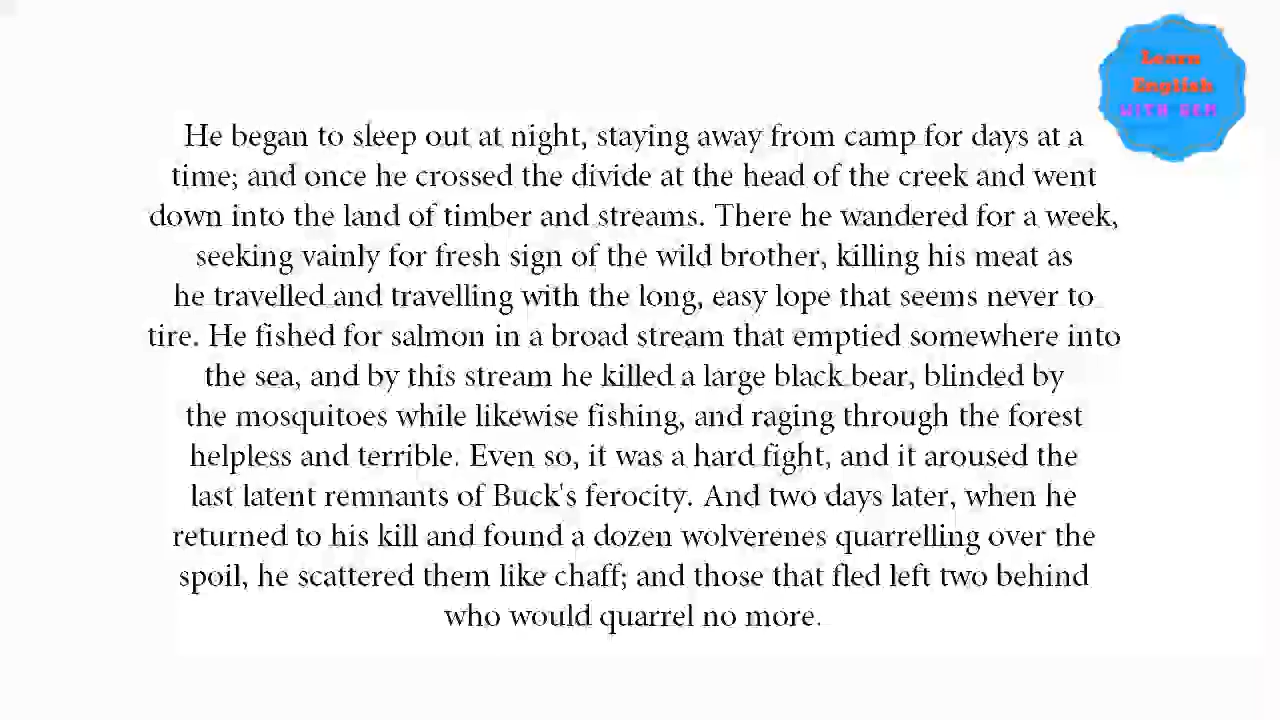 Learn
English
WITH GEM
He began to sleep out at night, staying away from camp for days at a
time; and once he crossed the divide at the head of the creek and went
down into the land of timber and streams. There he wandered for a week,
seeking vainly for fresh sign of the wild brother, killing his meat as
he travelled and travelling with the long, easy lope that seems never to
tire. He fished for salmon in a broad stream that emptied somewhere into
the sea, and by this stream he killed a large black bear, blinded by
the mosquitoes while likewise fishing, and raging through the forest
helpless and terrible. Even so, it was a hard fight, and it aroused the
last latent remnants of Buck's ferocity. And two days later, when he
returned to his kill and found a dozen wolverenes quarrelling over the
spoil, he scattered them like chaff; and those that fled left two behind
who would quarrel no more.